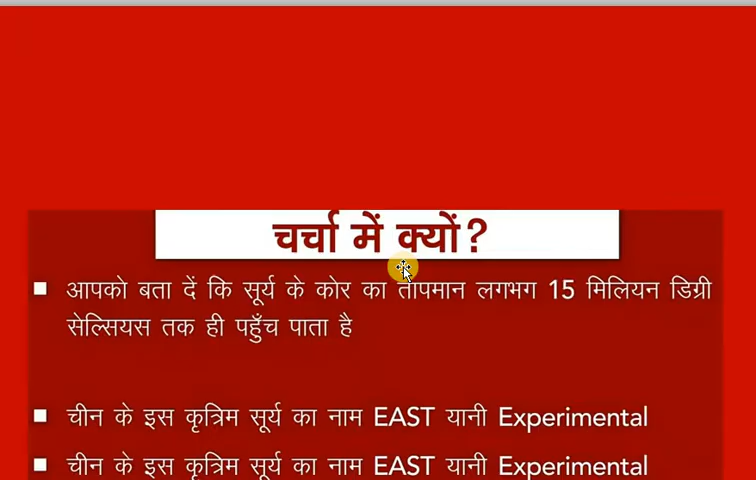 चर्चा में क्यों?
■ आपको बता दें कि सूर्य के कोर का तापमान लगभग 15 मिलियन डिग्री
सेल्सियस तक ही पहुँच पाता है
■ चीन के इस कृत्रिम सूर्य का नाम EAST यानी Experimental
■ चीन के इस कृत्रिम सूर्य का नाम EAST यानी Experimental